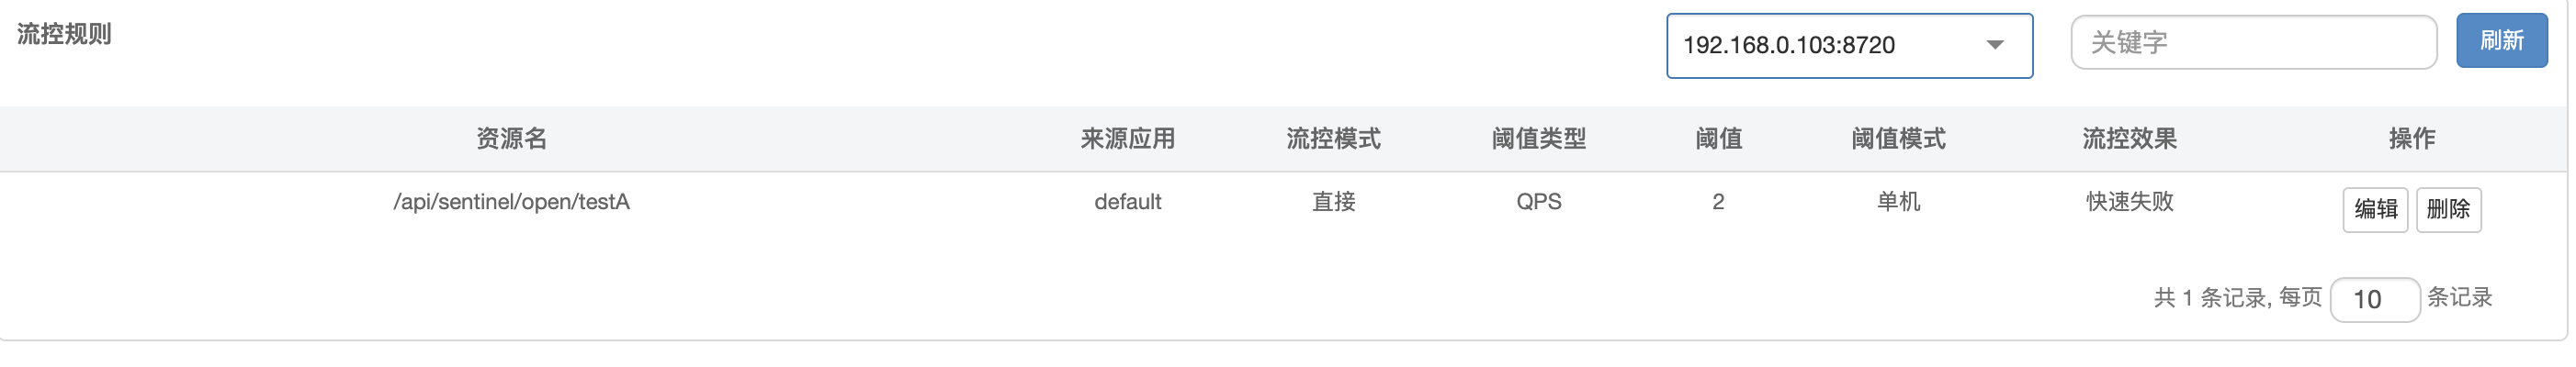 流控规则 192.168.0.103:8720 关键字 刷新
资源名 来源应用 流控模式 阈值类型 阈值 阈值模式 流控效果 操作
/api/sentinel/open/testA default 直接 QPS 2 单机 快速失败 编辑 删除
共 1 条记录, 每页 10 条记录